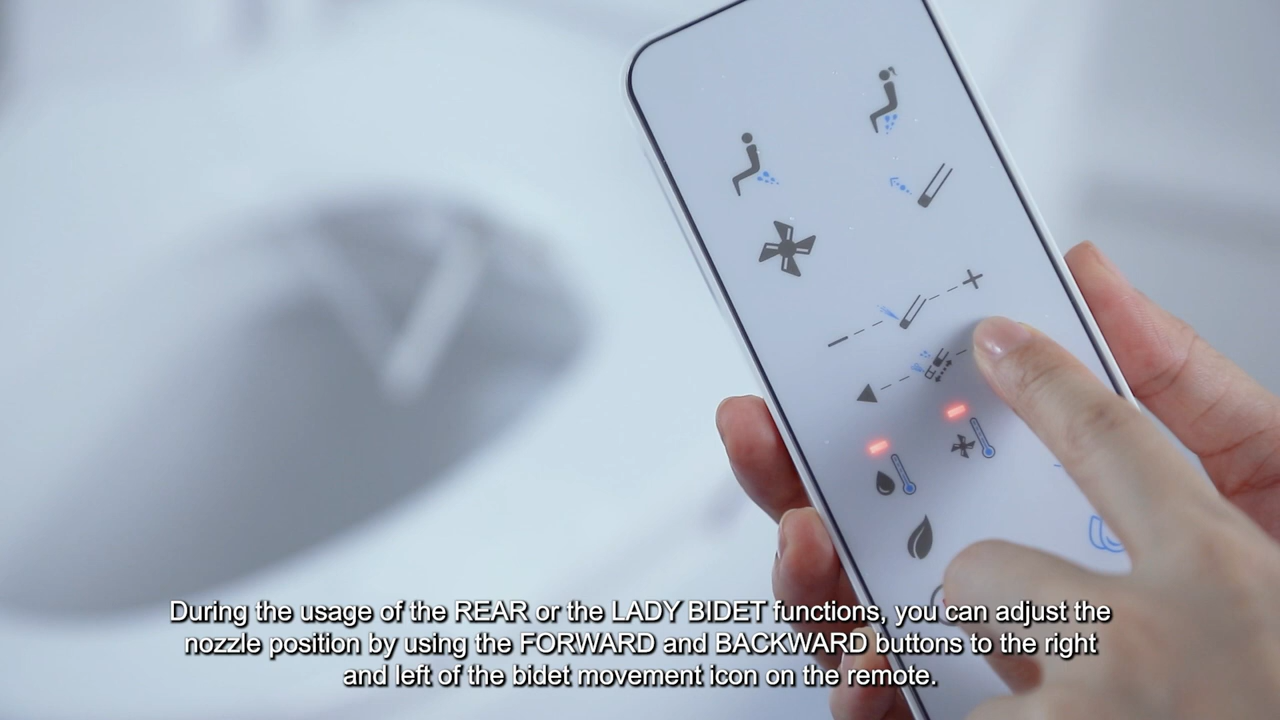 During the usage of the REAR or the LADY BIDET functions, you can adjust the
nozzle position by using the FORWARD and BACKWARD buttons to the right
and left of the bidet movement icon on the remote.